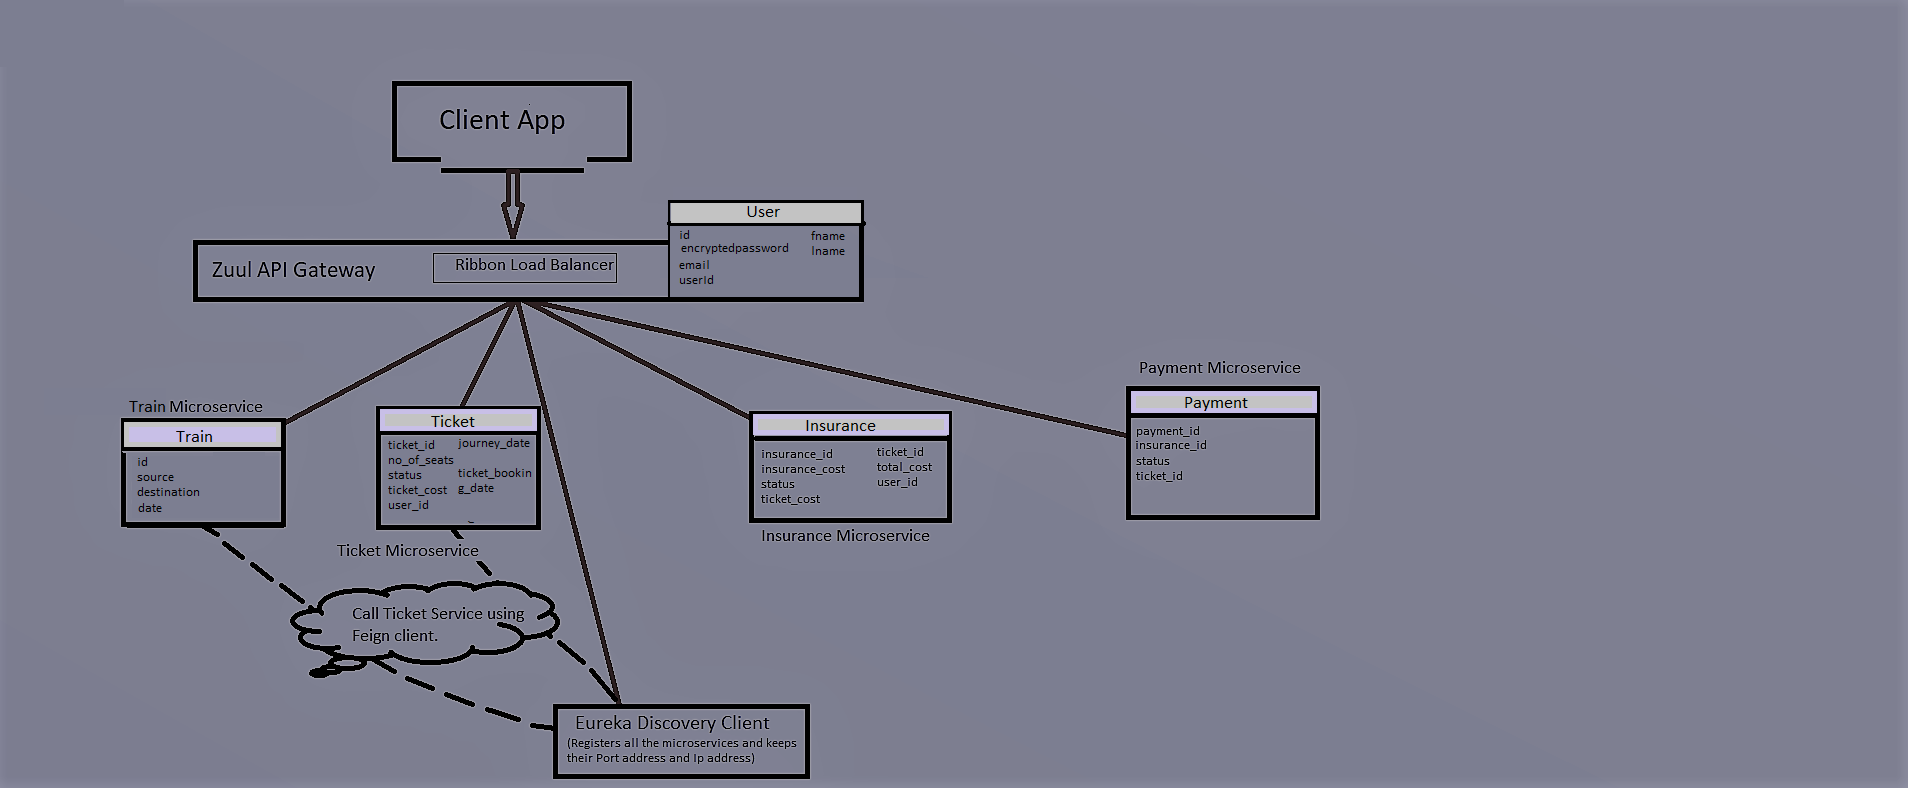 Client App
User
id
encryptedpassword
email
userId
fname
lname
Zuul API Gateway
Ribbon Load Balancer
Train Microservice
Train
id
source
destination
date
Ticket
ticket_id
no_of_seats
status
ticket_cost
user_id
journey_date
ticket_bookin
g_date
Ticket Microservice
Insurance
insurance_id
insurance_cost
status
ticket_cost
ticket_id
total_cost
user_id
Insurance Microservice
Payment Microservice
Payment
payment_id
insurance_id
status
ticket_id
Call Ticket Service using
Feign client.
Eureka Discovery Client
(Registers all the microservices and keeps
their Port address and Ip address)